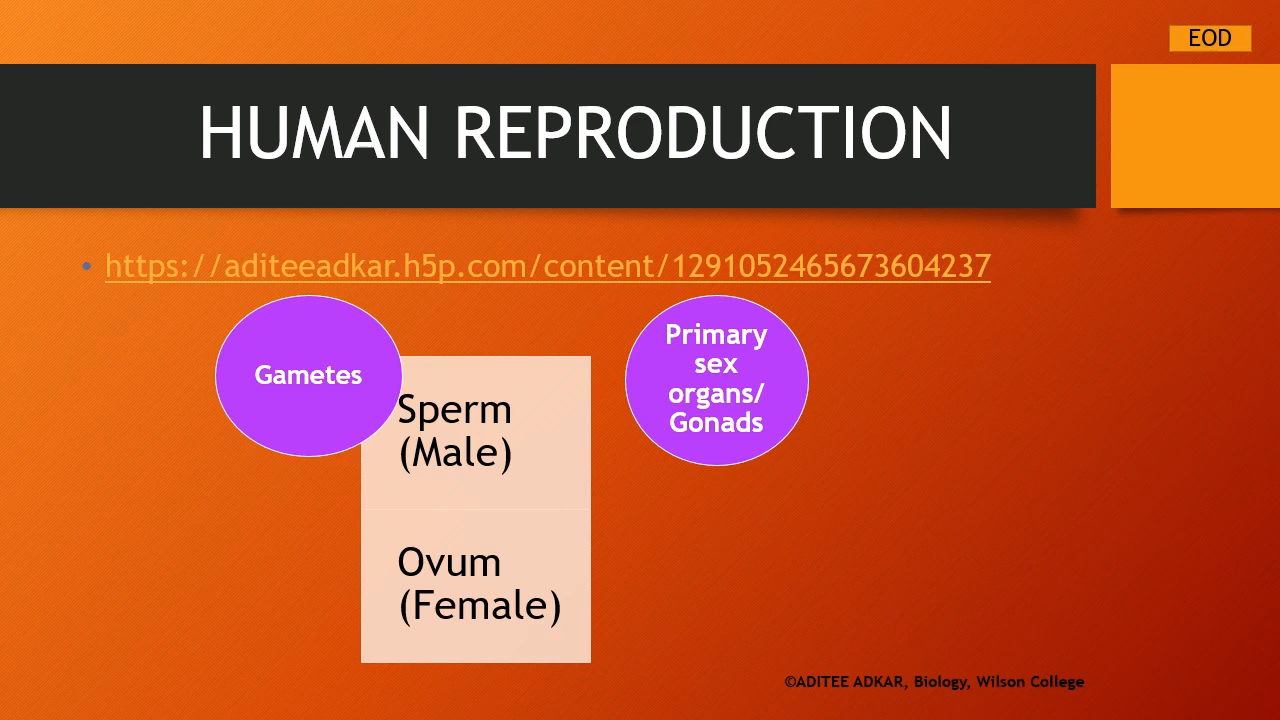 EOD
HUMAN REPRODUCTION
• https://aditeeadkar.h5p.com/content/1291052465673604237
Gametes
Sperm
(Male)
Ovum
(Female)
Primary
sex
organs/
Gonads
©ADITEE ADKAR, Biology, Wilson College